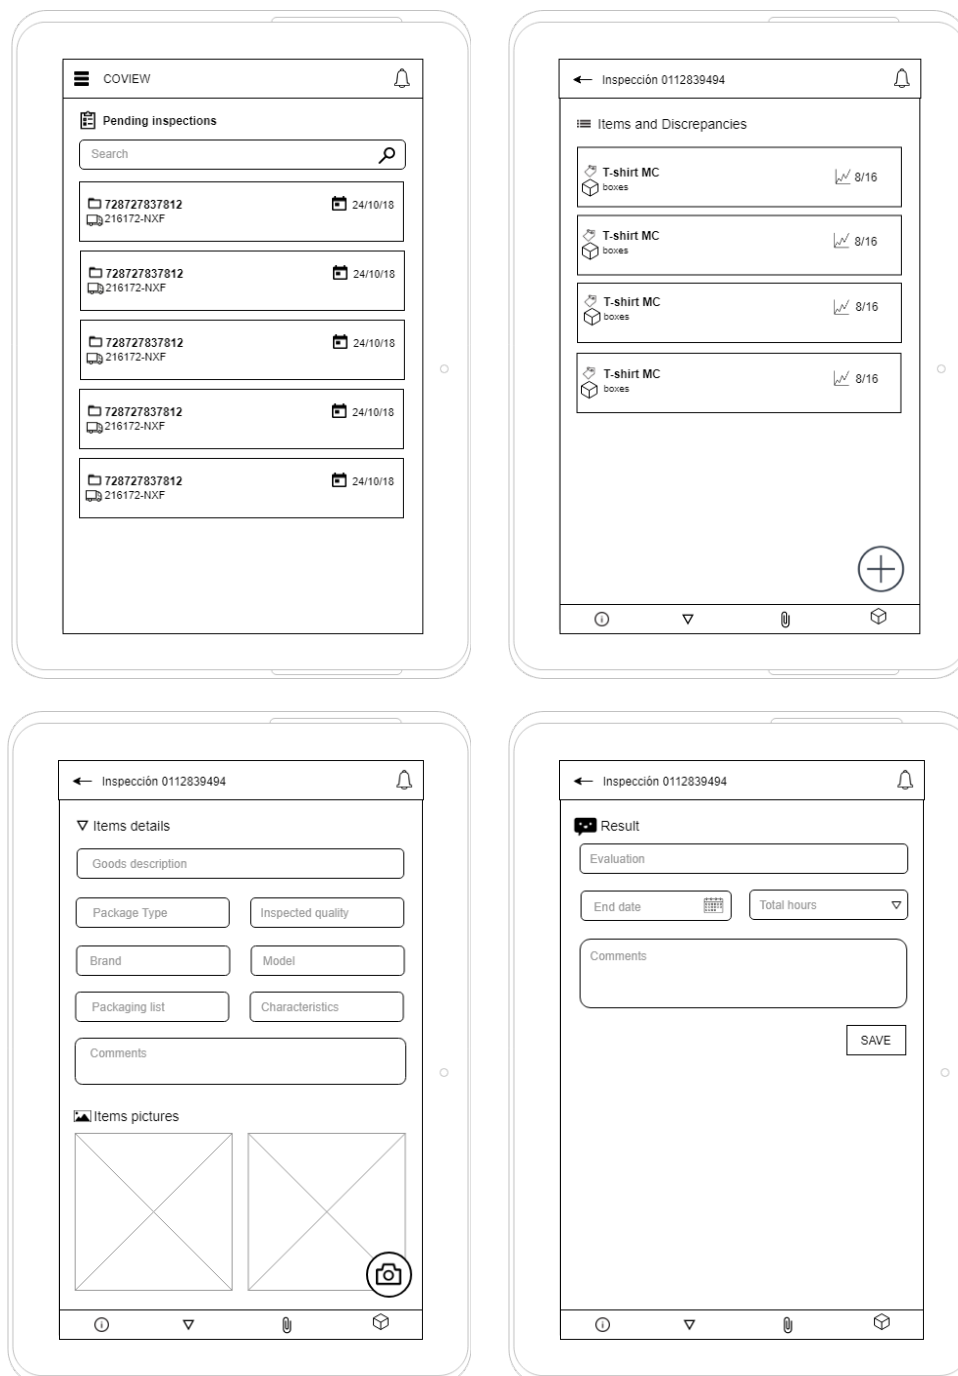 COVIEW
Pending inspections
Search
728727837812 24/10/18
216172-NXF
728727837812 24/10/18
216172-NXF
728727837812 24/10/18
216172-NXF
728727837812 24/10/18
216172-NXF
728727837812 24/10/18
216172-NXF
Inspección 0112839494
Items and Discrepancies
T-shirt MC 8/16
boxes
T-shirt MC 8/16
boxes
T-shirt MC 8/16
boxes
T-shirt MC 8/16
boxes
Inspección 0112839494
Items details
Goods description
Package Type Inspected quality
Brand Model
Packaging list Characteristics
Comments
Items pictures
Inspección 0112839494
Result
Evaluation
End date Total hours
Comments
SAVE